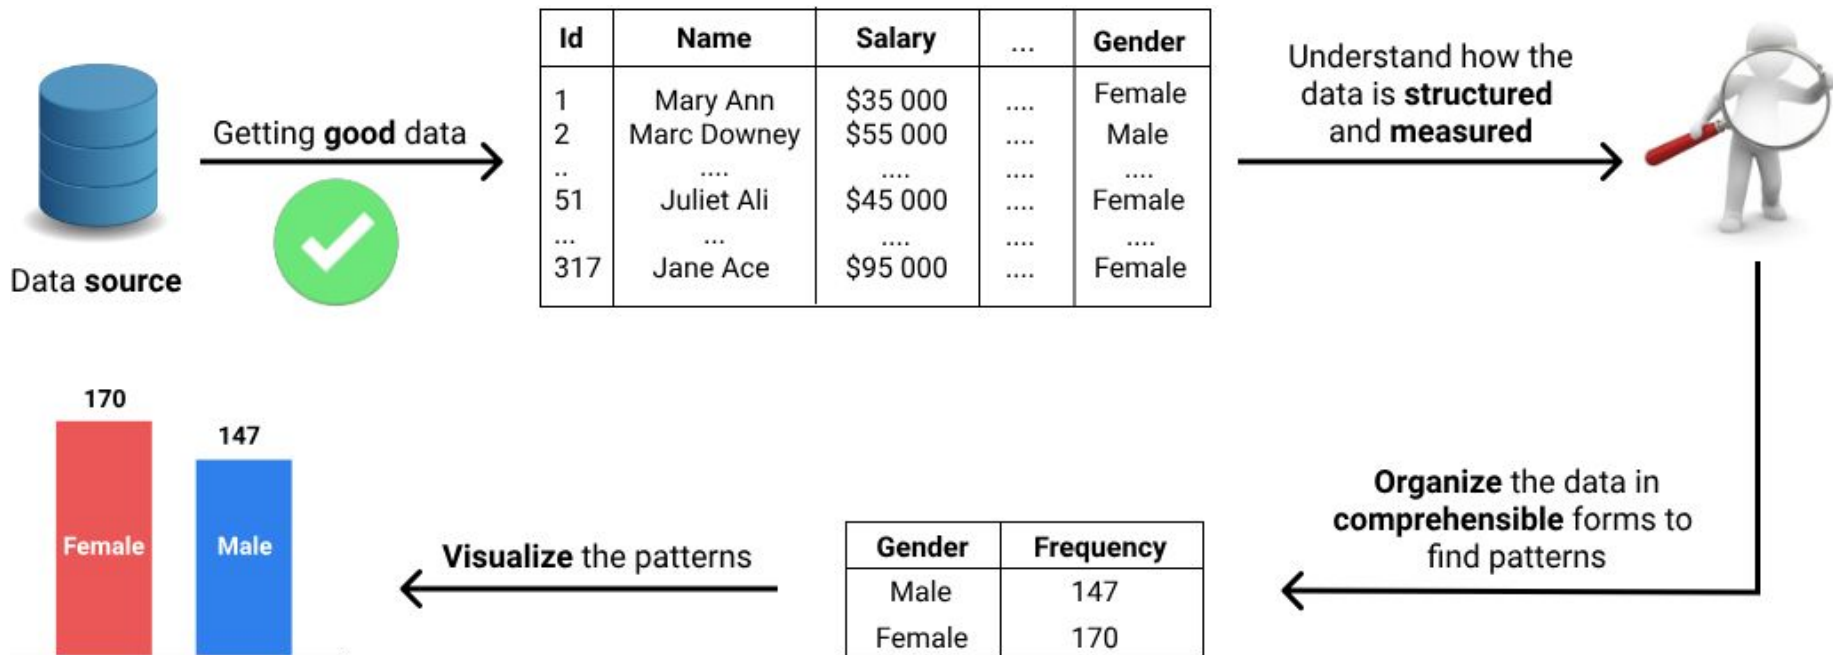 Data source
Getting good data
Id Name Salary ... Gender
1 Mary Ann $35 000 .... Female
2 Marc Downey $55 000 .... Male
.. .... .... .... ....
51 Juliet Ali $45 000 .... Female
... ... .... .... ....
317 Jane Ace $95 000 .... Female
Understand how the
data is structured
and measured
Organize the data in
comprehensible forms to
find patterns
Gender Frequency
Male 147
Female 170
Visualize the patterns
170
147
Female
Male